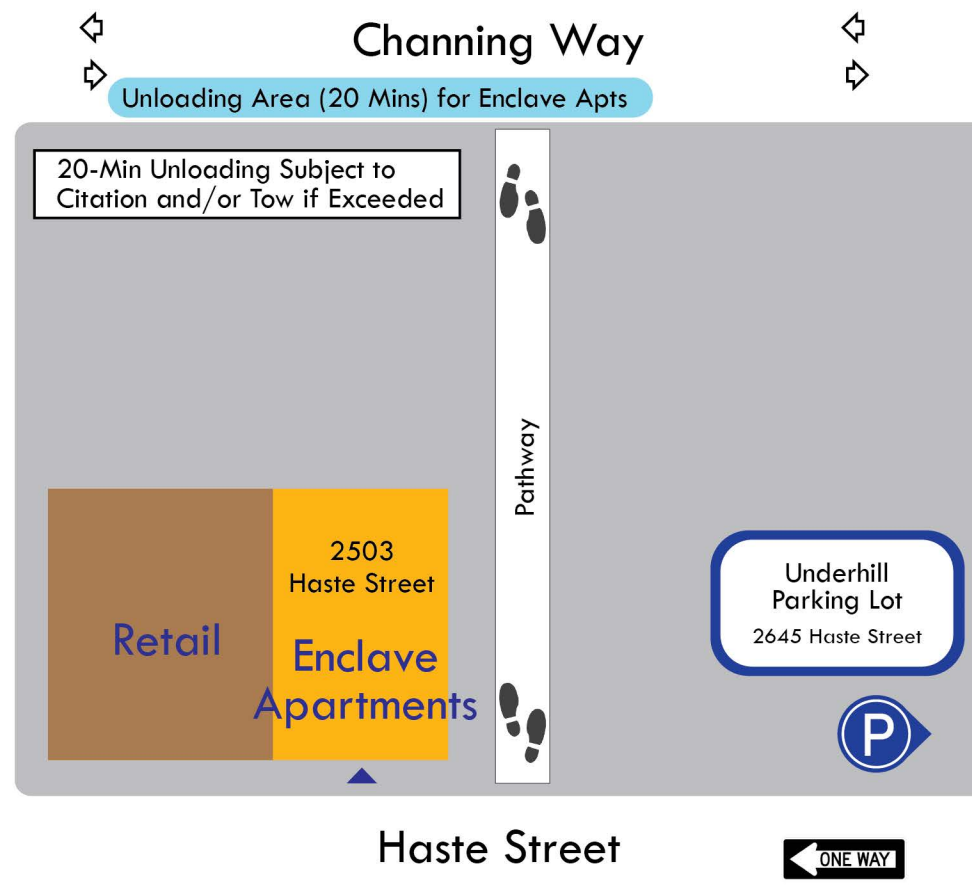 Channing Way
Unloading Area (20 Mins) for Enclave Apts
20-Min Unloading Subject to
Citation and/or Tow if Exceeded
Pathway
2503
Haste Street
Retail
Enclave
Apartments
Underhill
Parking Lot
2645 Haste Street
P
Haste Street
ONE WAY